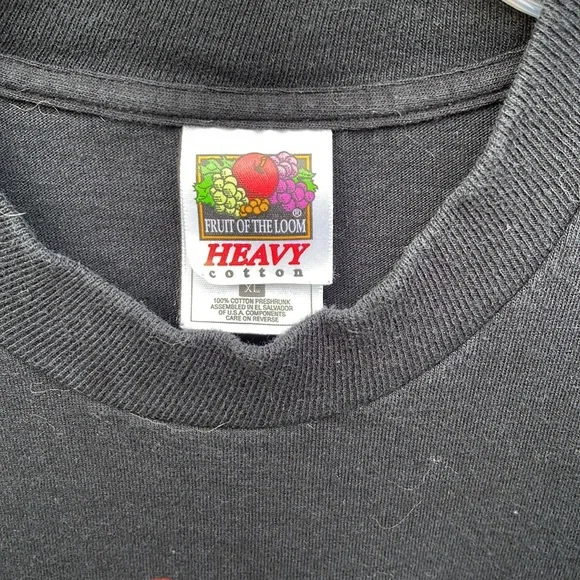 FRUIT OF THE LOOM
®
HEAVY
cotton
XL
100% COTTON PRESHRUNK
ASSEMBLED IN EL SALVADOR
OF U.S.A. COMPONENTS
CARE ON REVERSE